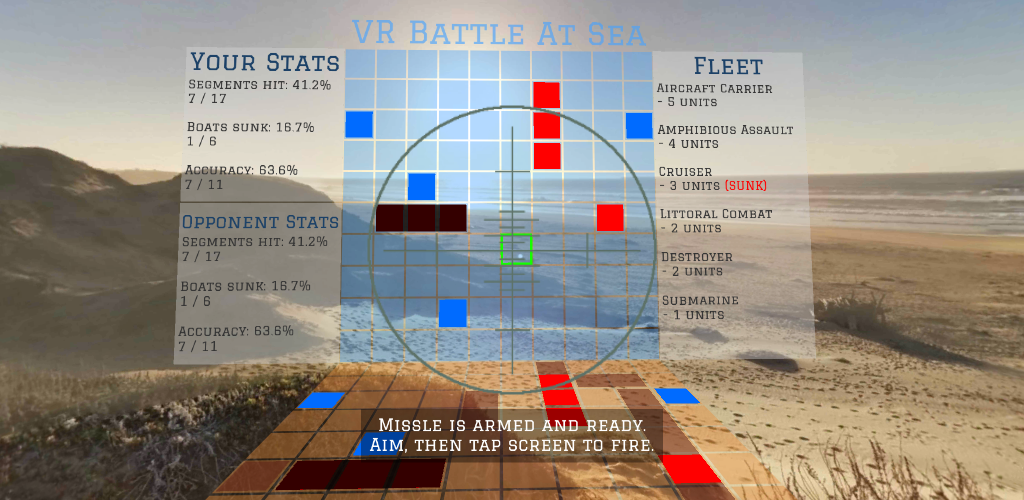 VR Battle At Sea
Your Stats
Segments hit: 41.2%
7 / 17
Boats sunk: 16.7%
1 / 6
Accuracy: 63.6%
7 / 11
Opponent Stats
Segments hit: 41.2%
7 / 17
Boats sunk: 16.7%
1 / 6
Accuracy: 63.6%
7 / 11
Fleet
Aircraft Carrier
- 5 units
Amphibious Assault
- 4 units
Cruiser
- 3 units (SUNK)
Littoral Combat
- 2 units
Destroyer
- 2 units
Submarine
- 1 units
Missle is armed and ready.
Aim, then tap screen to fire.